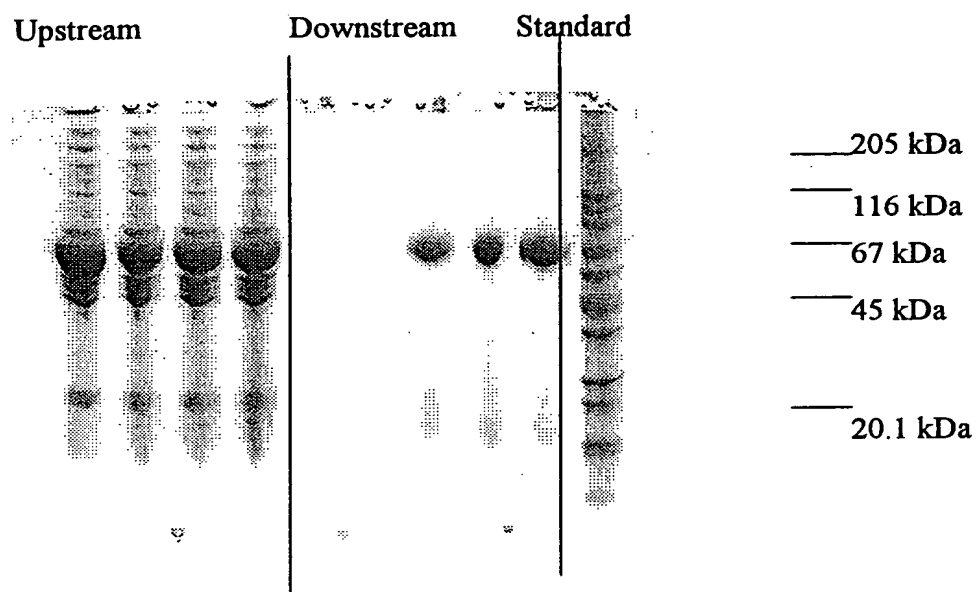 Upstream Downstream Standard
205 kDa
116 kDa
67 kDa
45 kDa
20.1 kDa